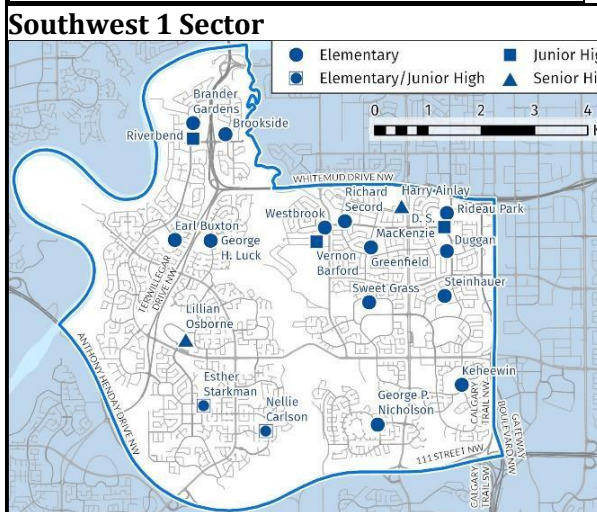 Southwest 1 Sector
Elementary
Junior Hig
Elementary/Junior High
Senior Hi
0 1 2 3 4
K
Brander
Gardens
Riverbend
Brookside
WHITEMUD DRIVE NW
Richard
Secord
Harry Ainlay
Westbrook
D. S.
MacKenzie
Rideau Park
Earl Buxton
George
H. Luck
Vernon
Barford
Greenfield
Duggan
TERWILLEGAR
DRIVE NW
Sweet Grass
Steinhauer
Lillian
Osborne
ANTHONY HENDAY DRIVE NW
Esther
Starkman
Nellie
Carlson
Keheewin
George P.
Nicholson
CALGARY
TRAIL NW
GATEWAY
BOULEVARD NW
111 STREET NW
CALGARY
TRAIL SW